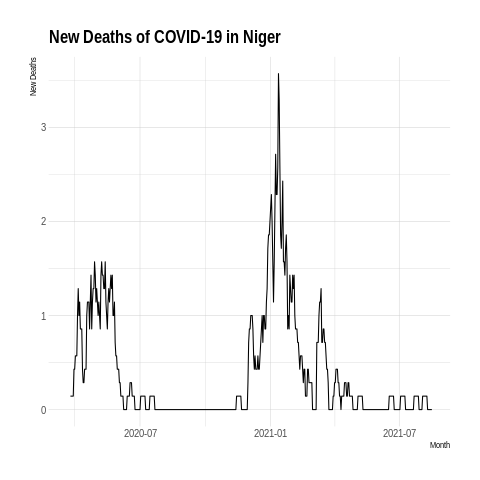 New Deaths of COVID-19 in Niger
New Deaths
3
2
1
0
2020-07
2021-01
2021-07
Month